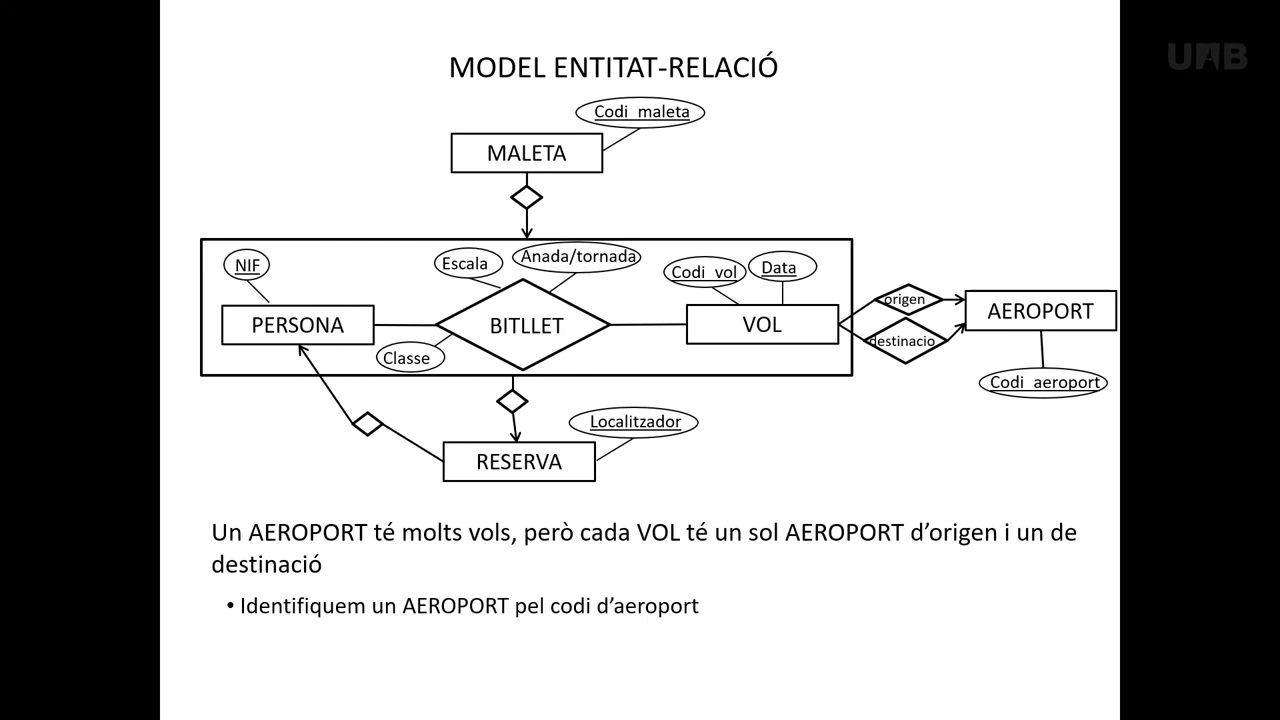 UAB
MODEL ENTITAT-RELACIÓ
Codi_maleta
MALETA
NIF
Escala
Anada/tornada
Codi_vol
Data
PERSONA
BITLLET
VOL
origen
destinacio
AEROPORT
Classe
Codi_aeroport
Localitzador
RESERVA
Un AEROPORT té molts vols, però cada VOL té un sol AEROPORT d’origen i un de
destinació
• Identifiquem un AEROPORT pel codi d’aeroport